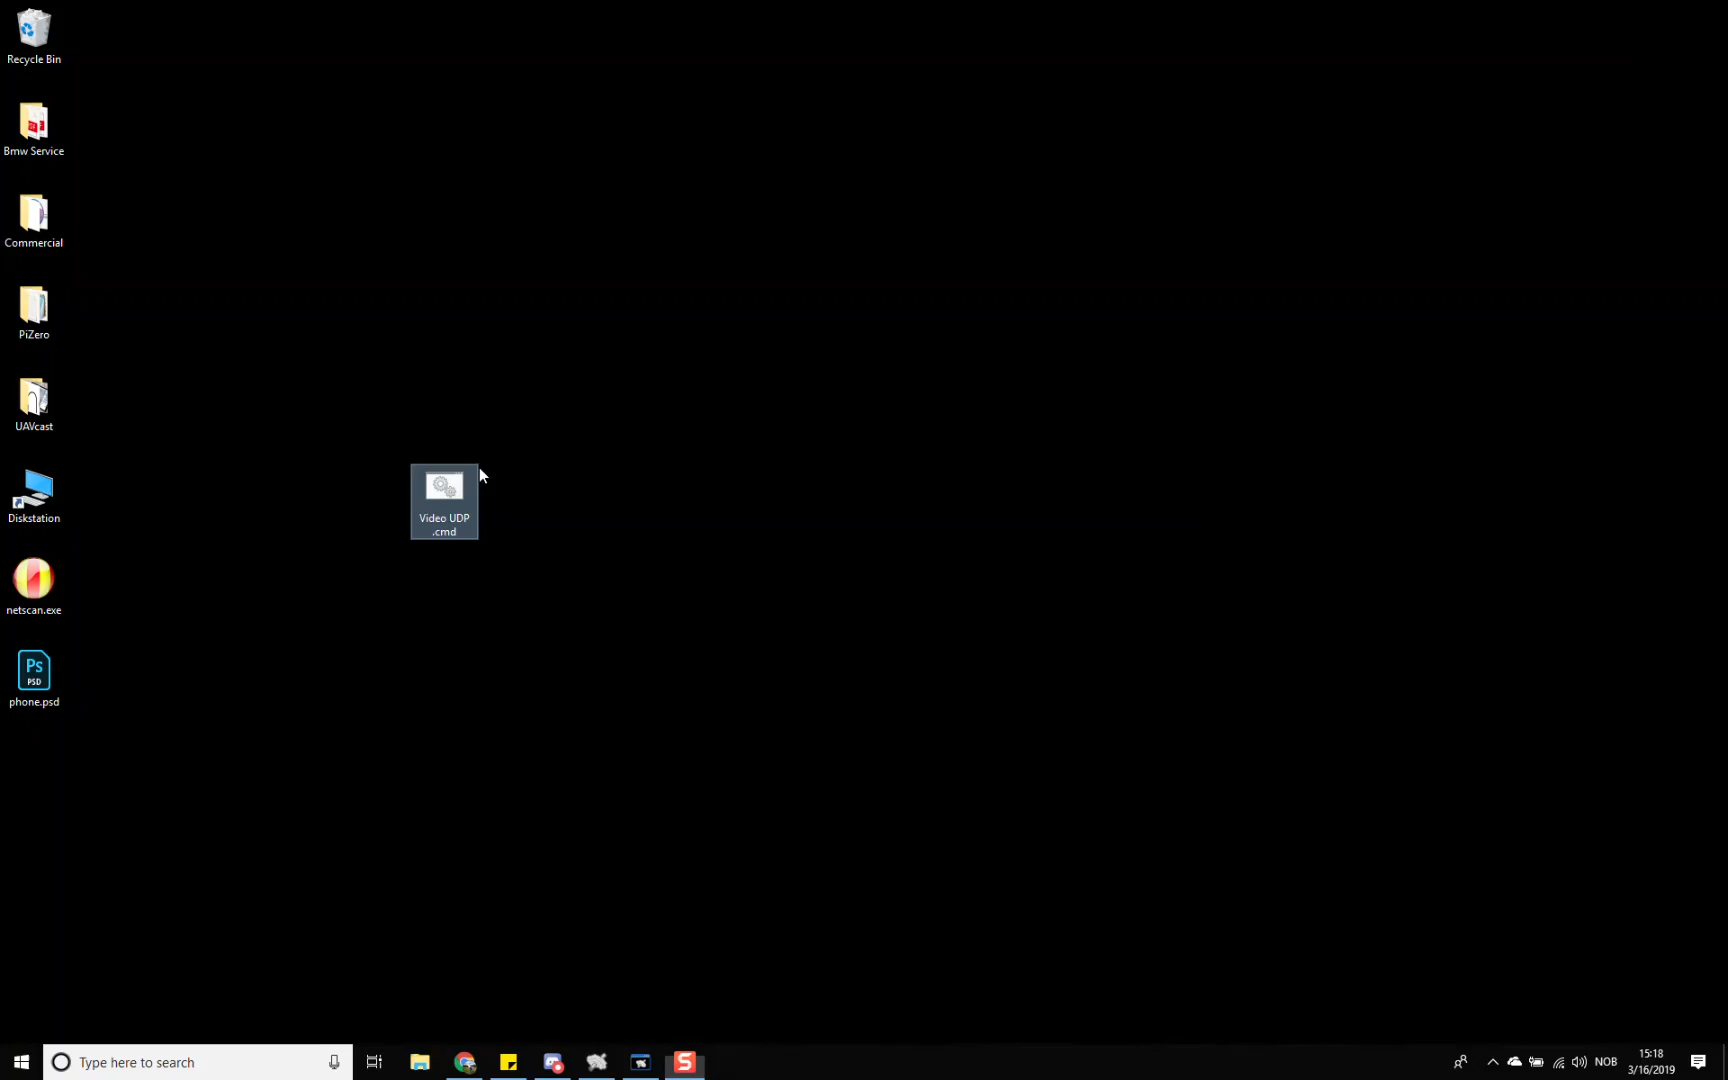 Recycle Bin
Bmw Service
Commercial
PiZero
UAVcast
Diskstation
netscan.exe
Ps
PSD
phone.psd
Video UDP
.cmd
Type here to search
S
NOB
15:18
3/16/2019